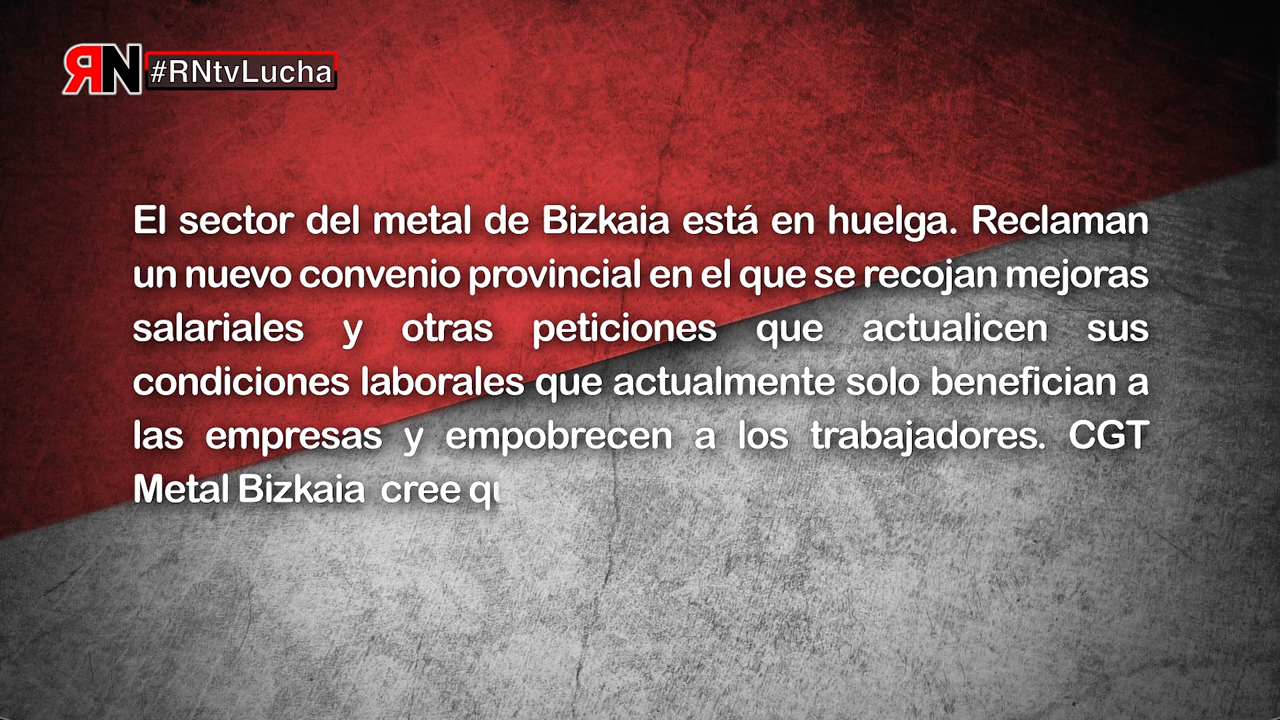 RN #RNtvLucha
El sector del metal de Bizkaia está en huelga. Reclaman
un nuevo convenio provincial en el que se recojan mejoras
salariales y otras peticiones que actualicen sus
condiciones laborales que actualmente solo benefician a
las empresas y empobrecen a los trabajadores. CGT
Metal Bizkaia cree